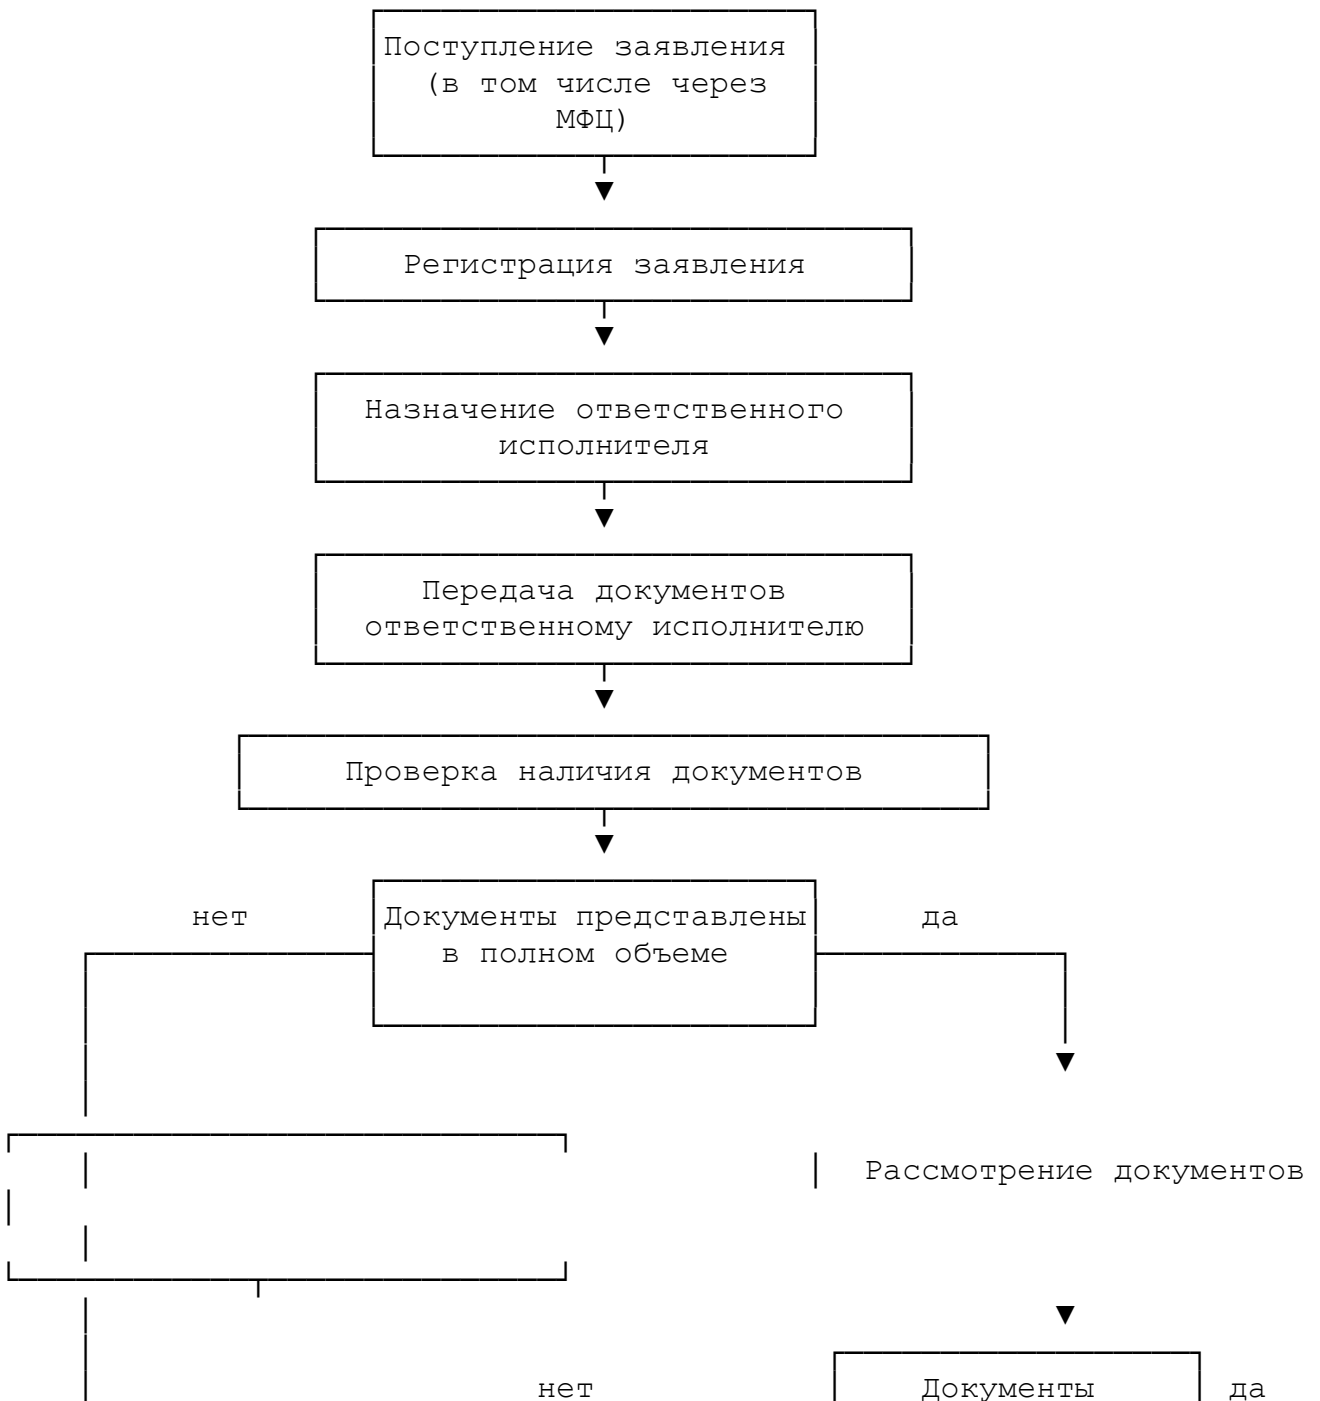 Поступление заявления
(в том числе через
МФЦ)
Регистрация заявления
Назначение ответственного
исполнителя
Передача документов
ответственному исполнителю
Проверка наличия документов
нет Документы представлены да
в полном объеме
Рассмотрение документов
нет Документы да